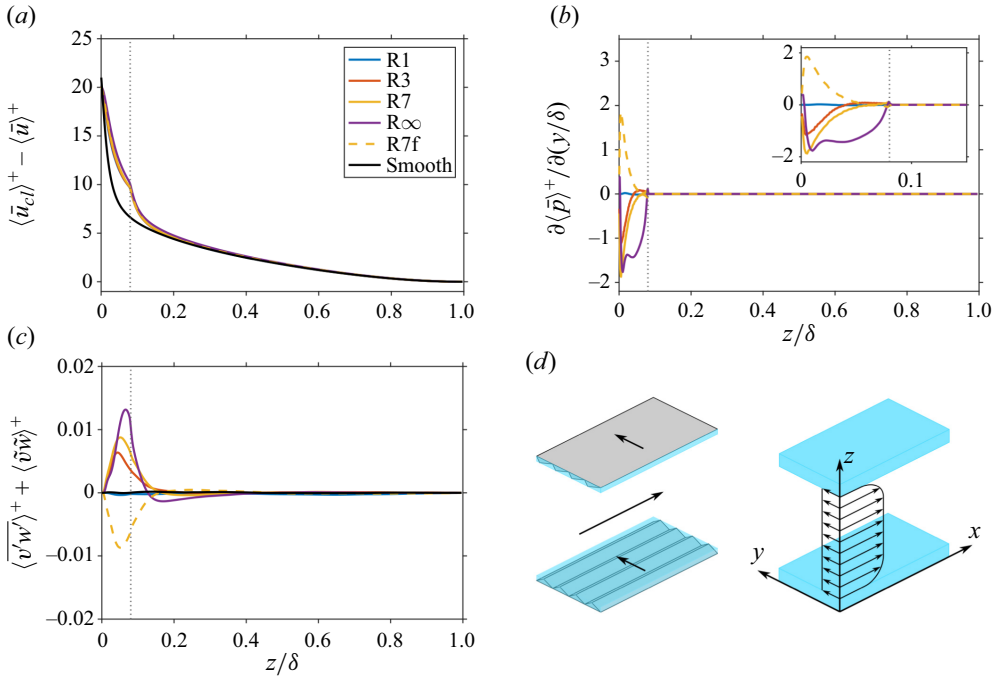 (a)
25
20
15
10
5
0
0
0.2
0.4
0.6
0.8
1.0
z/δ
⟨ū_cl⟩⁺ − ⟨ū⟩⁺
R1
R3
R7
R∞
R7f
Smooth
(b)
3
2
1
0
−1
−2
0
0.2
0.4
0.6
0.8
1.0
z/δ
∂⟨p̄⟩⁺/∂(y/δ)
2
0
−2
0
0.1
(c)
0.02
0.01
0
−0.01
−0.02
0
0.2
0.4
0.6
0.8
1.0
z/δ
⟨v′w′⟩⁺ + ⟨ṽw̃⟩⁺
(d)
z
x
y